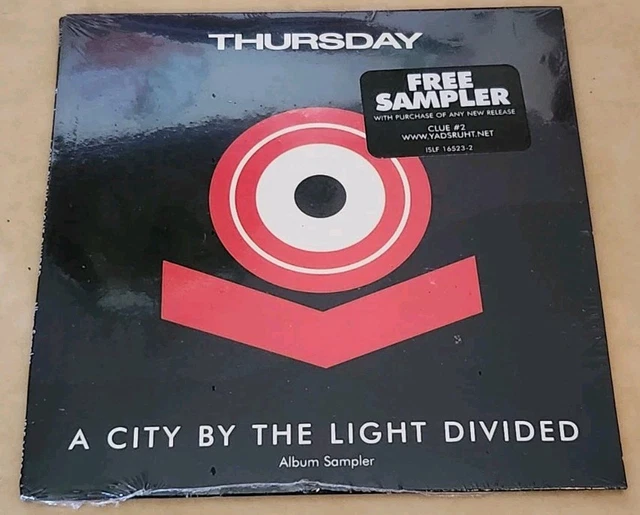 THURSDAY
FREE
SAMPLER
WITH PURCHASE OF ANY NEW RELEASE
CLUE #2
WWW.YADSRUHT.NET
ISLF 16523-2
A CITY BY THE LIGHT DIVIDED
Album Sampler